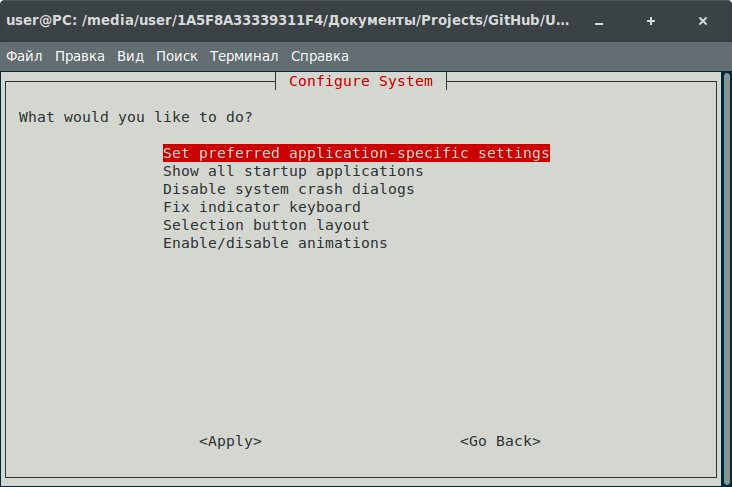 user@PC: /media/user/1A5F8A33339311F4/Документы/Projects/GitHub/U...
Файл Правка Вид Поиск Терминал Справка
Configure System
What would you like to do?
Set preferred application-specific settings
Show all startup applications
Disable system crash dialogs
Fix indicator keyboard
Selection button layout
Enable/disable animations
<Apply> <Go Back>